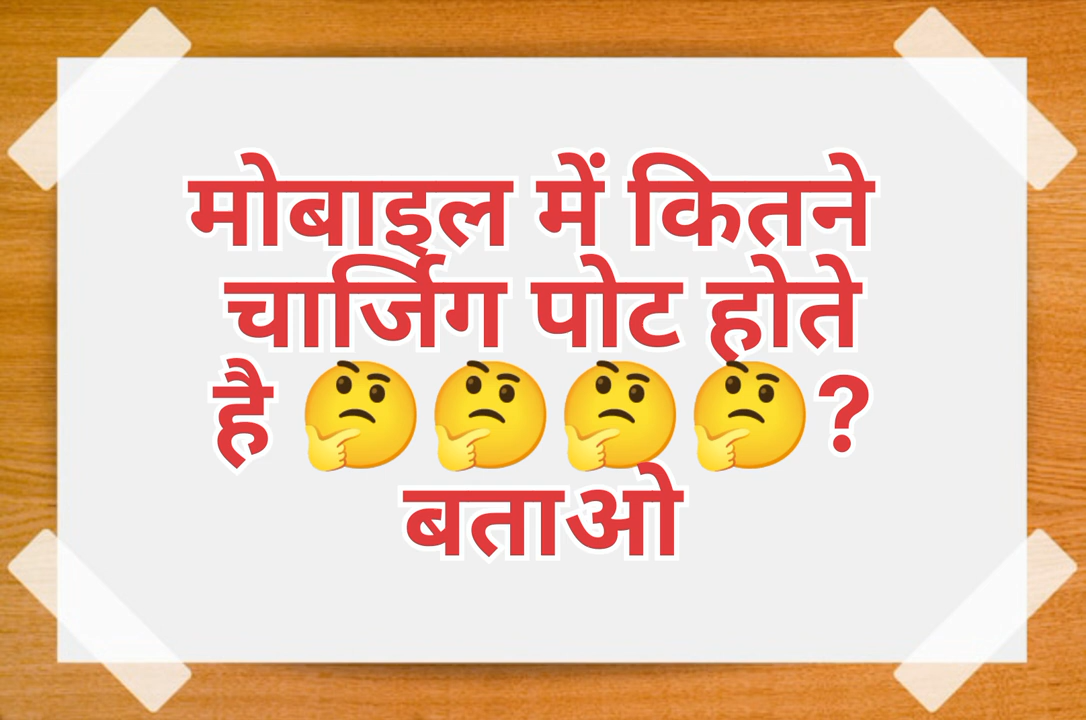 मोबाइल में कितने
चार्जिग पोट होते
है 🤔🤔🤔🤔?
बताओ